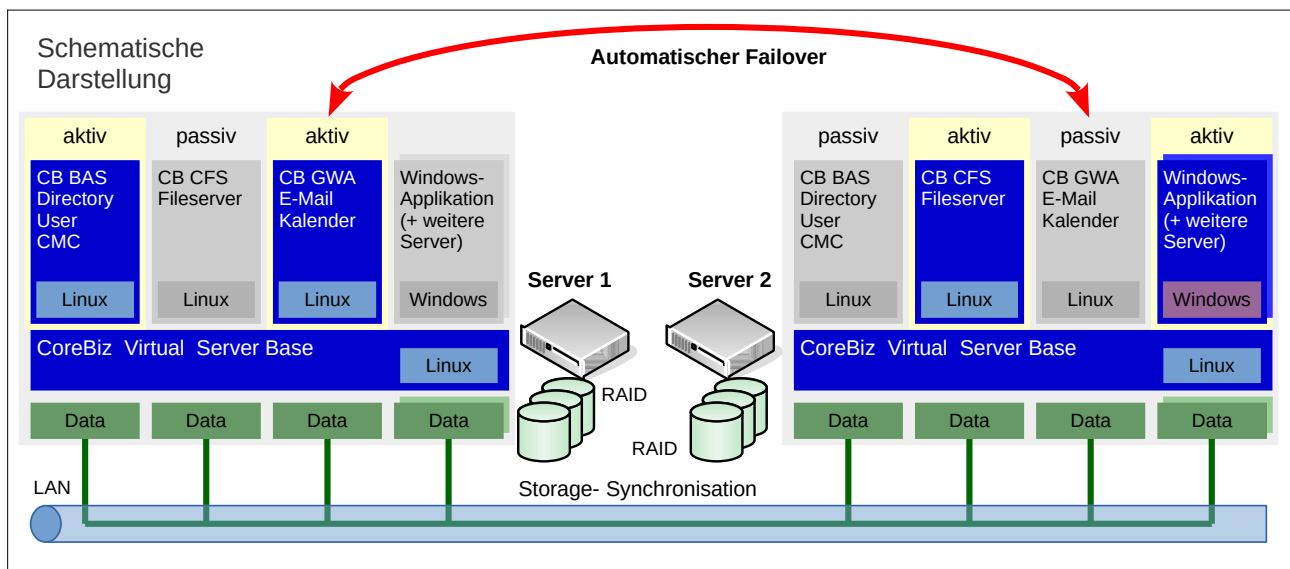 Schematische
Darstellung
Automatischer Failover
aktiv
passiv
aktiv
CB BAS
Directory
User
CMC
Linux
CB CFS
Fileserver
Linux
CB GWA
E-Mail
Kalender
Linux
Windows-
Applikation
(+ weitere
Server)
Windows
CoreBiz Virtual Server Base
Linux
Data
Data
Data
Data
Server 1
RAID
Server 2
RAID
passiv
aktiv
passiv
aktiv
CB BAS
Directory
User
CMC
Linux
CB CFS
Fileserver
Linux
CB GWA
E-Mail
Kalender
Linux
Windows-
Applikation
(+ weitere
Server)
Windows
CoreBiz Virtual Server Base
Linux
Data
Data
Data
Data
LAN
Storage- Synchronisation